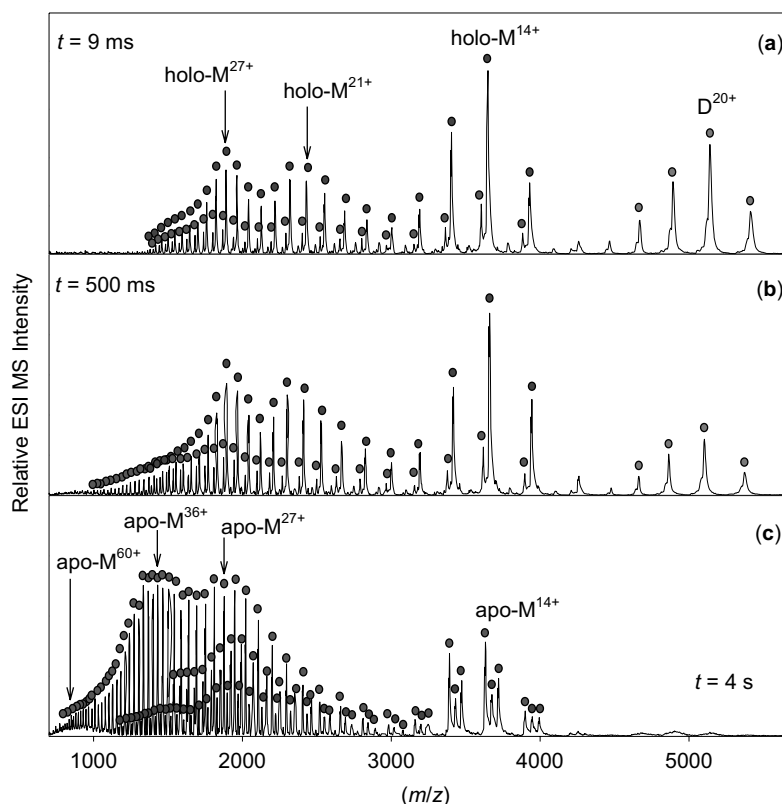 t = 9 ms
holo-M²⁷⁺
holo-M²¹⁺
holo-M¹⁴⁺
(a)
D²⁰⁺
t = 500 ms
(b)
Relative ESI MS Intensity
apo-M⁶⁰⁺
apo-M³⁶⁺
apo-M²⁷⁺
(c)
apo-M¹⁴⁺
t = 4 s
1000 2000 3000 4000 5000
(m/z)